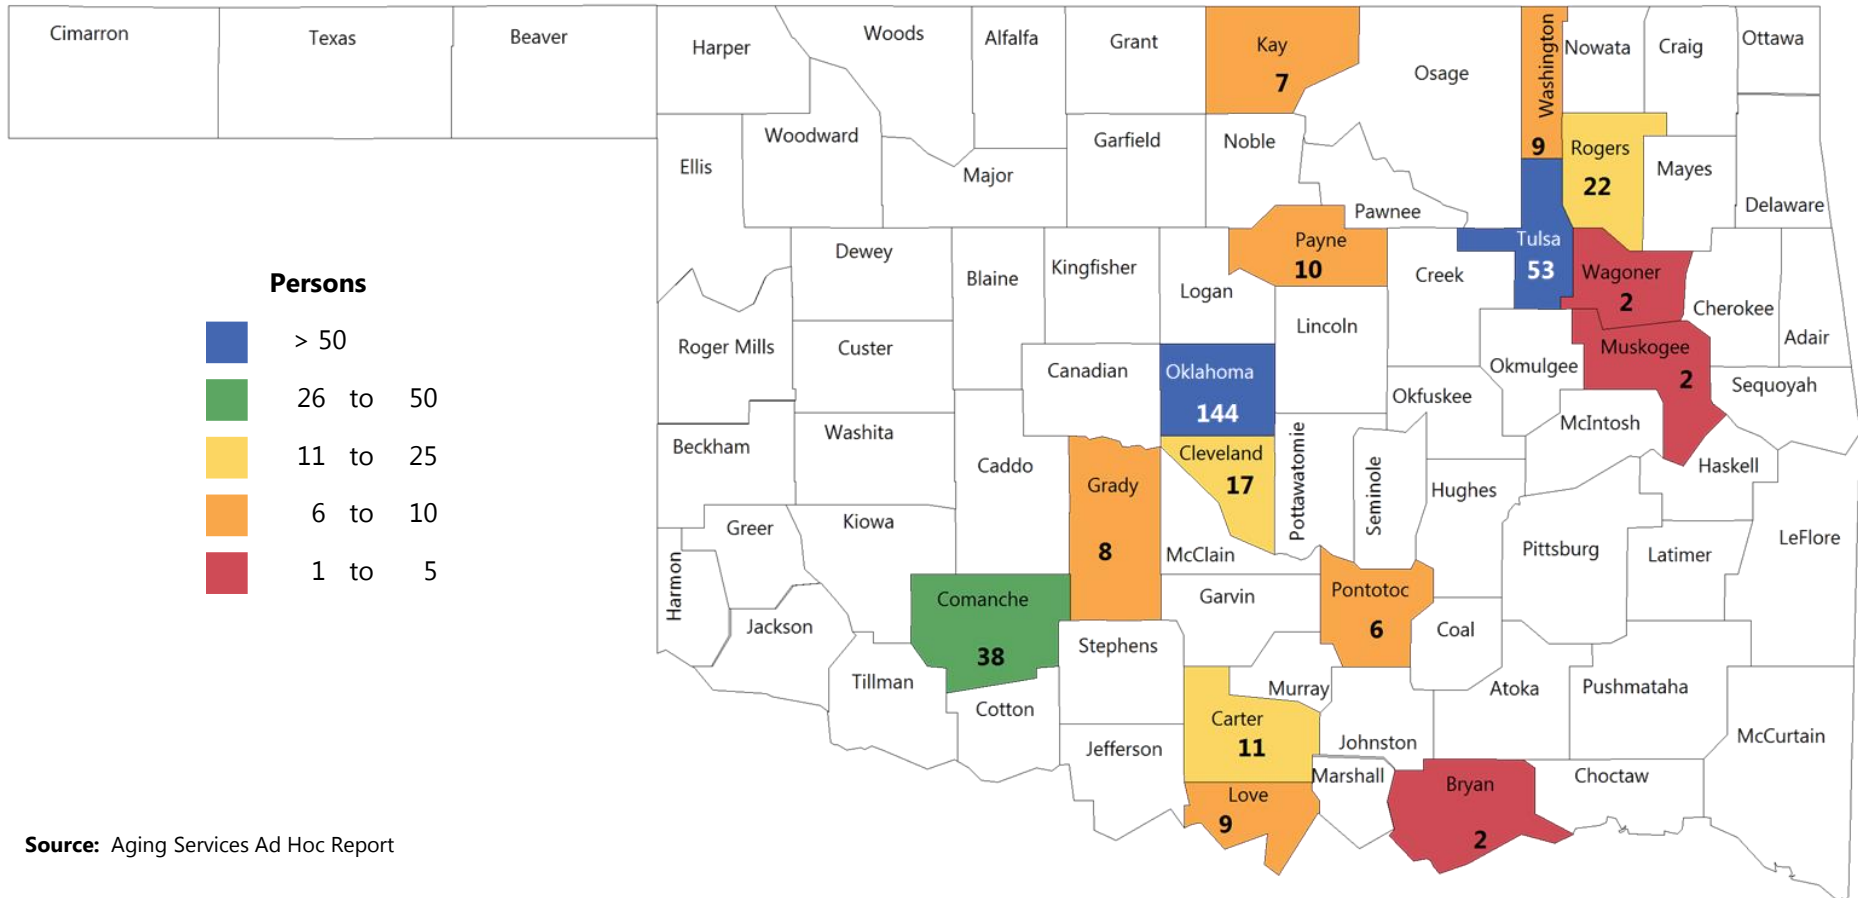 Cimarron
Texas
Beaver
Harper
Woods
Alfalfa
Grant
Kay
7
Osage
Washington
9
Nowata
Craig
Ottawa
Ellis
Woodward
Major
Garfield
Noble
Pawnee
Rogers
22
Mayes
Delaware
Dewey
Blaine
Kingfisher
Logan
Payne
10
Creek
Tulsa
53
Wagoner
2
Cherokee
Adair
Persons
> 50
26 to 50
11 to 25
6 to 10
1 to 5
Roger Mills
Custer
Canadian
Oklahoma
144
Lincoln
Okfuskee
Okmulgee
Muskogee
2
Sequoyah
Beckham
Washita
Caddo
Grady
8
Cleveland
17
Pottawatomie
Seminole
Hughes
McIntosh
Haskell
Harmon
Greer
Kiowa
McClain
Pittsburg
Latimer
LeFlore
Jackson
Comanche
38
Stephens
Garvin
Pontotoc
6
Coal
Tillman
Cotton
Murray
Atoka
Pushmataha
Carter
11
Jefferson
Johnston
McCurtain
Love
9
Marshall
Bryan
2
Choctaw
Source: Aging Services Ad Hoc Report